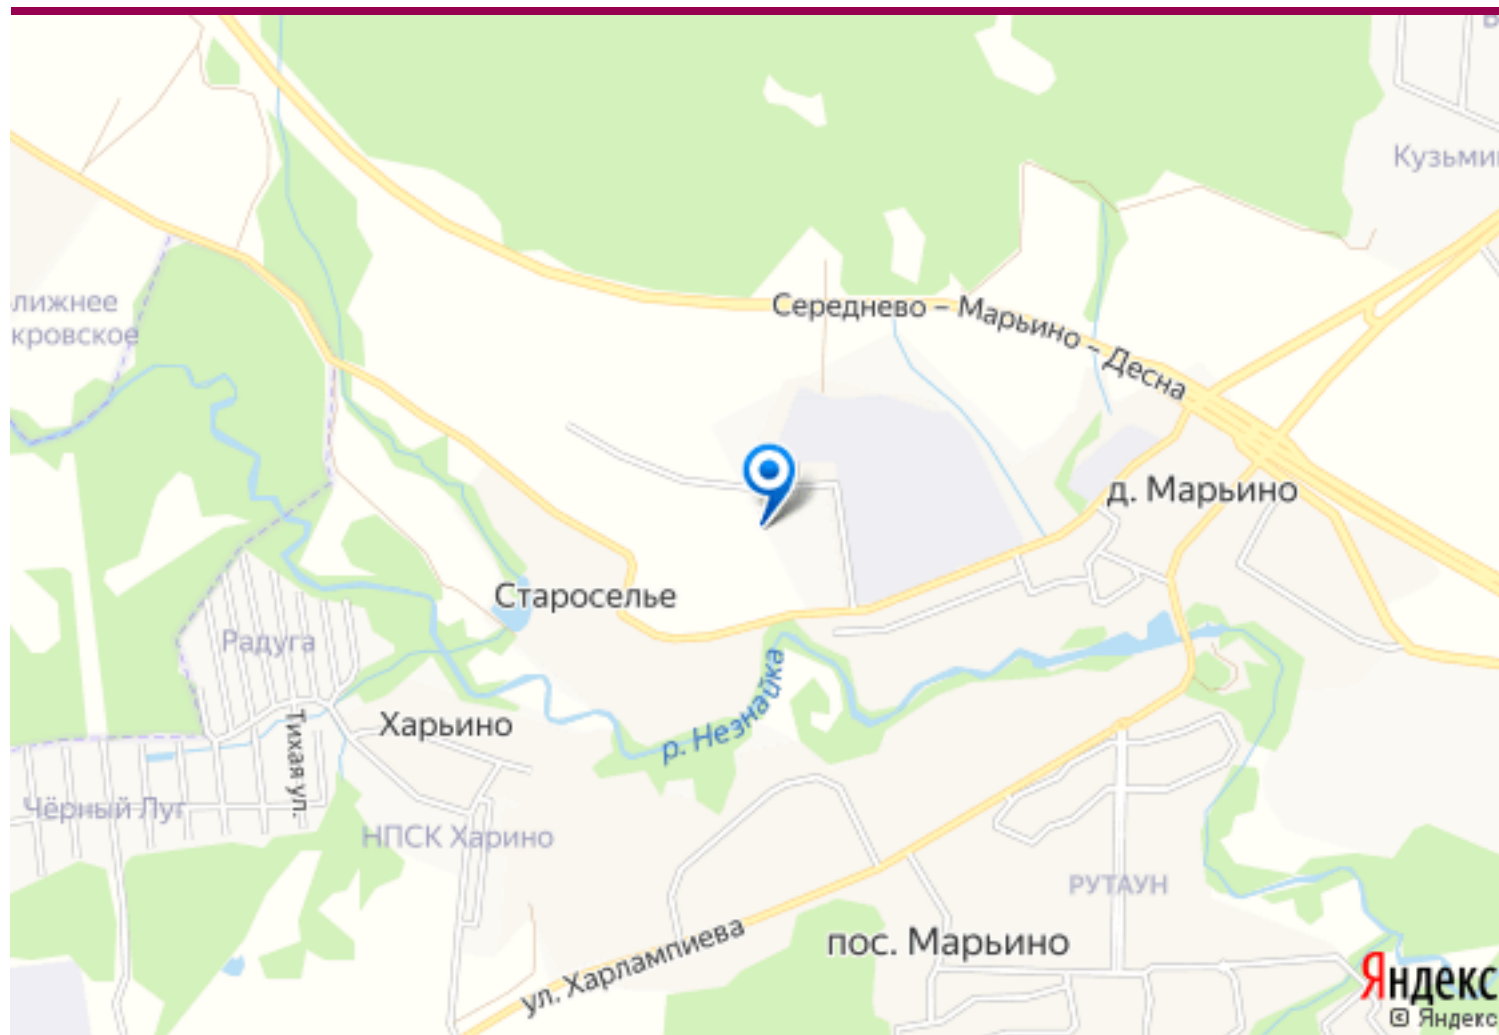 Кузьми
лижнее
кровское
Середнево – Марьино – Десна
д. Марьино
Староселье
Радуга
р. Незнайка
Харьино
Тихая ул.
Чёрный Луг
НПСК Харино
РУТАУН
ул. Харлампиева
пос. Марьино
Яндекс
© Яндекс